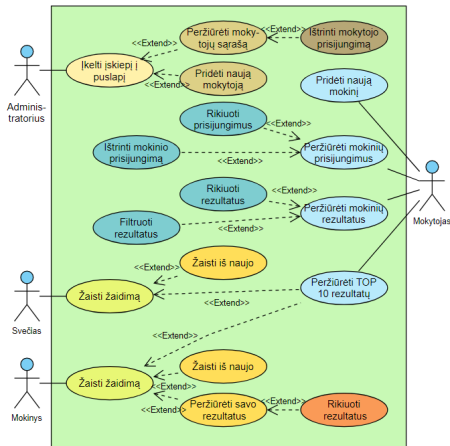 <<Extend>>
Peržiūrėti moky-
tojų sąrašą
<<Extend>>
Ištrinti mokytojo
prisijungimą
Įkelti įskiepį į
puslapį
Pridėti naują
mokytoją
<<Extend>>
Pridėti naują
mokinį
Adminis-
tratorius
Rikiuoti
prisijungimus
<<Extend>>
Ištrinti mokinio
prisijungimą
<<Extend>>
Peržiūrėti mokinių
prisijungimus
Rikiuoti
rezultatus
<<Extend>>
Peržiūrėti mokinių
rezultatus
Mokytojas
Filtruoti
rezultatus
<<Extend>>
Žaisti iš naujo
<<Extend>>
Žaisti žaidimą
<<Extend>>
Peržiūrėti TOP
10 rezultatų
Svečias
<<Extend>>
Žaisti iš naujo
<<Extend>>
Žaisti žaidimą
<<Extend>>
Peržiūrėti savo
rezultatus
<<Extend>>
Rikiuoti
rezultatus
Mokinys